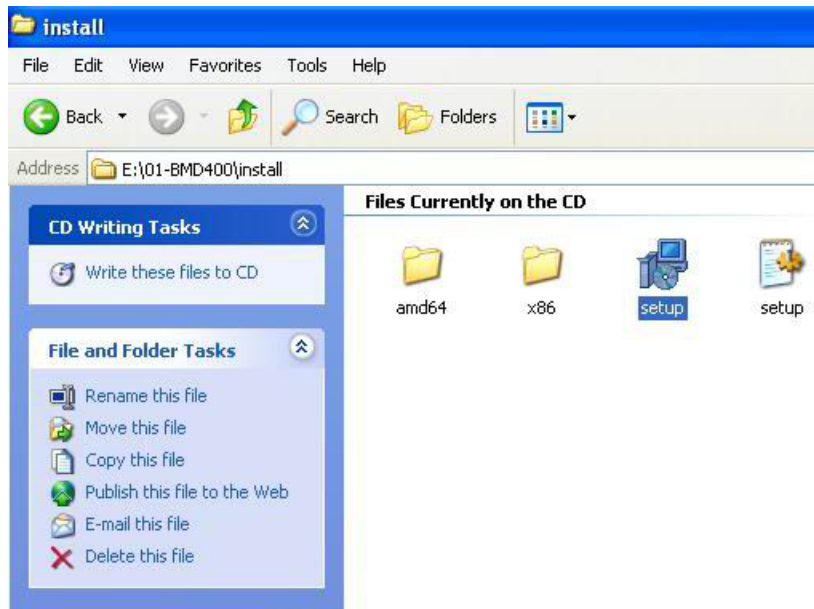 install
File Edit View Favorites Tools Help
Back Search Folders
Address E:\01-BMD400\install
Files Currently on the CD
CD Writing Tasks
Write these files to CD
amd64 x86 setup setup
File and Folder Tasks
Rename this file
Move this file
Copy this file
Publish this file to the Web
E-mail this file
Delete this file